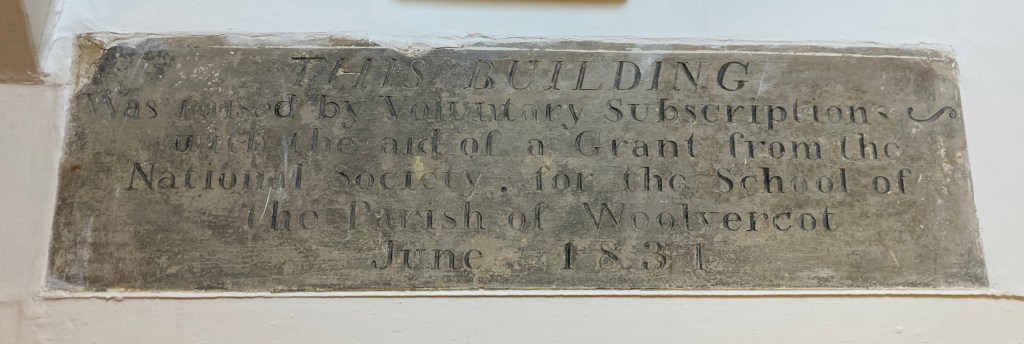 THIS BUILDING
Was raised by Voluntary Subscriptions
with the aid of a Grant from the
National Society, for the School of
the Parish of Woolvercot
June 1831